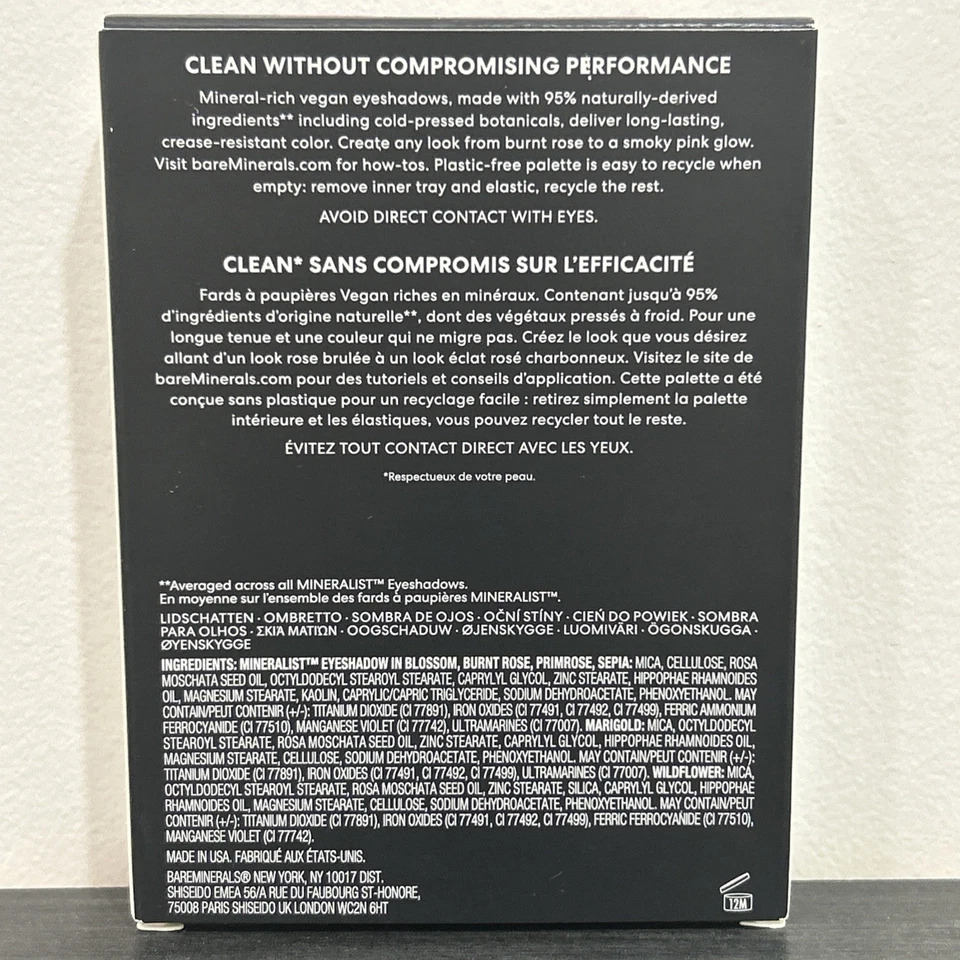 CLEAN WITHOUT COMPROMISING PERFORMANCE
Mineral-rich vegan eyeshadows, made with 95% naturally-derived
ingredients** including cold-pressed botanicals, deliver long-lasting,
crease-resistant color. Create any look from burnt rose to a smoky pink glow.
Visit bareMinerals.com for how-tos. Plastic-free palette is easy to recycle when
empty: remove inner tray and elastic, recycle the rest.
AVOID DIRECT CONTACT WITH EYES.
CLEAN* SANS COMPROMIS SUR L'EFFICACITÉ
Fards à paupières Vegan riches en minéraux. Contenant jusqu'à 95%
d'ingrédients d'origine naturelle**, dont des végétaux pressés à froid. Pour une
longue tenue et une couleur qui ne migre pas. Créez le look que vous désirez
allant d'un look rose brulée à un look éclat rosé charbonneux. Visitez le site de
bareMinerals.com pour des tutoriels et conseils d'application. Cette palette a été
conçue sans plastique pour un recyclage facile : retirez simplement la palette
intérieure et les élastiques, vous pouvez recycler tout le reste.
ÉVITEZ TOUT CONTACT DIRECT AVEC LES YEUX.
*Respectueux de votre peau.
**Averaged across all MINERALIST™ Eyeshadows.
En moyenne sur l'ensemble des fards à paupières MINERALIST™.
LIDSCHATTEN · OMBRETTO · SOMBRA DE OJOS · OČNÍ STÍNY · CIEŃ DO POWIEK · SOMBRA
PARA OLHOS · ΣΚΙΑ ΜΑΤΙΩΝ · OOGSCHADUW · ØJENSKYGGE · LUOMIVÄRI · ÖGONSKUGGA ·
ØYENSKYGGE
INGREDIENTS: MINERALIST™ EYESHADOW IN BLOSSOM, BURNT ROSE, PRIMROSE, SEPIA: MICA, CELLULOSE, ROSA
MOSCHATA SEED OIL, OCTYLDODECYL STEAROYL STEARATE, CAPRYLYL GLYCOL, ZINC STEARATE, HIPPOPHAE RHAMNOIDES
OIL, MAGNESIUM STEARATE, KAOLIN, CAPRYLIC/CAPRIC TRIGLYCERIDE, SODIUM DEHYDROACETATE, PHENOXYETHANOL. MAY
CONTAIN/PEUT CONTENIR (+/-): TITANIUM DIOXIDE (CI 77891), IRON OXIDES (CI 77491, CI 77492, CI 77499), FERRIC AMMONIUM
FERROCYANIDE (CI 77510), MANGANESE VIOLET (CI 77742), ULTRAMARINES (CI 77007). MARIGOLD: MICA, OCTYLDODECYL
STEAROYL STEARATE, ROSA MOSCHATA SEED OIL, ZINC STEARATE, CAPRYLYL GLYCOL, HIPPOPHAE RHAMNOIDES OIL,
MAGNESIUM STEARATE, CELLULOSE, SODIUM DEHYDROACETATE, PHENOXYETHANOL. MAY CONTAIN/PEUT CONTENIR (+/-):
TITANIUM DIOXIDE (CI 77891), IRON OXIDES (CI 77491, CI 77492, CI 77499), ULTRAMARINES (CI 77007). WILDFLOWER: MICA,
OCTYLDODECYL STEAROYL STEARATE, ROSA MOSCHATA SEED OIL, ZINC STEARATE, SILICA, CAPRYLYL GLYCOL, HIPPOPHAE
RHAMNOIDES OIL, MAGNESIUM STEARATE, CELLULOSE, SODIUM DEHYDROACETATE, PHENOXYETHANOL. MAY CONTAIN/PEUT
CONTENIR (+/-): TITANIUM DIOXIDE (CI 77891), IRON OXIDES (CI 77491, CI 77492, CI 77499), FERRIC FERROCYANIDE (CI 77510),
MANGANESE VIOLET (CI 77742).
MADE IN USA. FABRIQUÉ AUX ÉTATS-UNIS.
BAREMINERALS® NEW YORK, NY 10017 DIST.
SHISEIDO EMEA 56/A RUE DU FAUBOURG ST-HONORE,
75008 PARIS SHISEIDO UK LONDON WC2N 6HT
12M